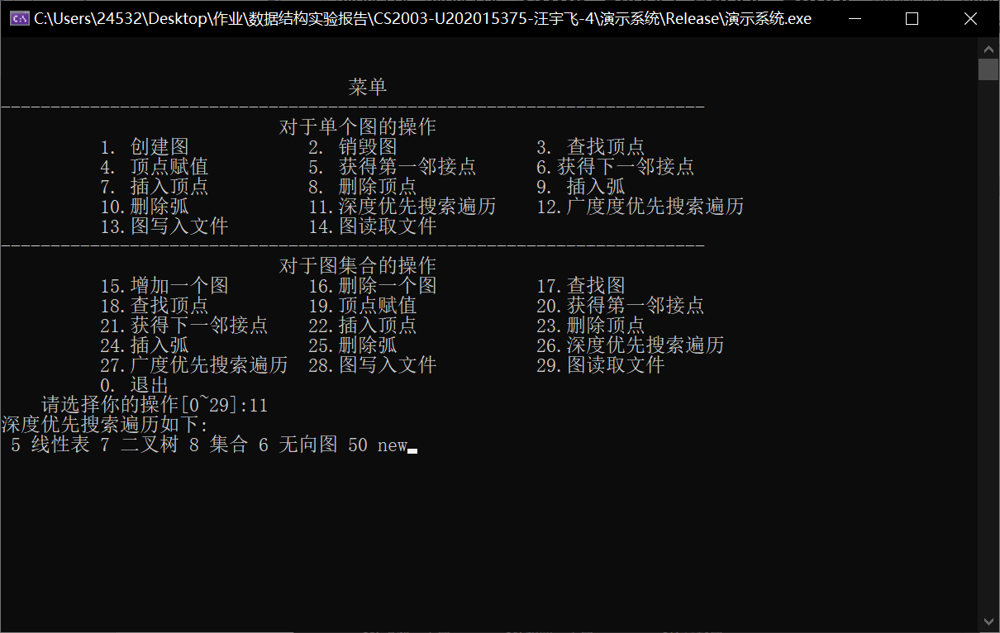 C:\Users\24532\Desktop\作业\数据结构实验报告\CS2003-U202015375-汪宇飞-4\演示系统\Release\演示系统.exe
菜单
-----------------------------------------------------------------------
对于单个图的操作
1. 创建图 2. 销毁图 3. 查找顶点
4. 顶点赋值 5. 获得第一邻接点 6.获得下一邻接点
7. 插入顶点 8. 删除顶点 9. 插入弧
10.删除弧 11.深度优先搜索遍历 12.广度度优先搜索遍历
13.图写入文件 14.图读取文件
-----------------------------------------------------------------------
对于图集合的操作
15.增加一个图 16.删除一个图 17.查找图
18.查找顶点 19.顶点赋值 20.获得第一邻接点
21.获得下一邻接点 22.插入顶点 23.删除顶点
24.插入弧 25.删除弧 26.深度优先搜索遍历
27.广度优先搜索遍历 28.图写入文件 29.图读取文件
0. 退出
请选择你的操作[0~29]:11
深度优先搜索遍历如下:
5 线性表 7 二叉树 8 集合 6 无向图 50 new